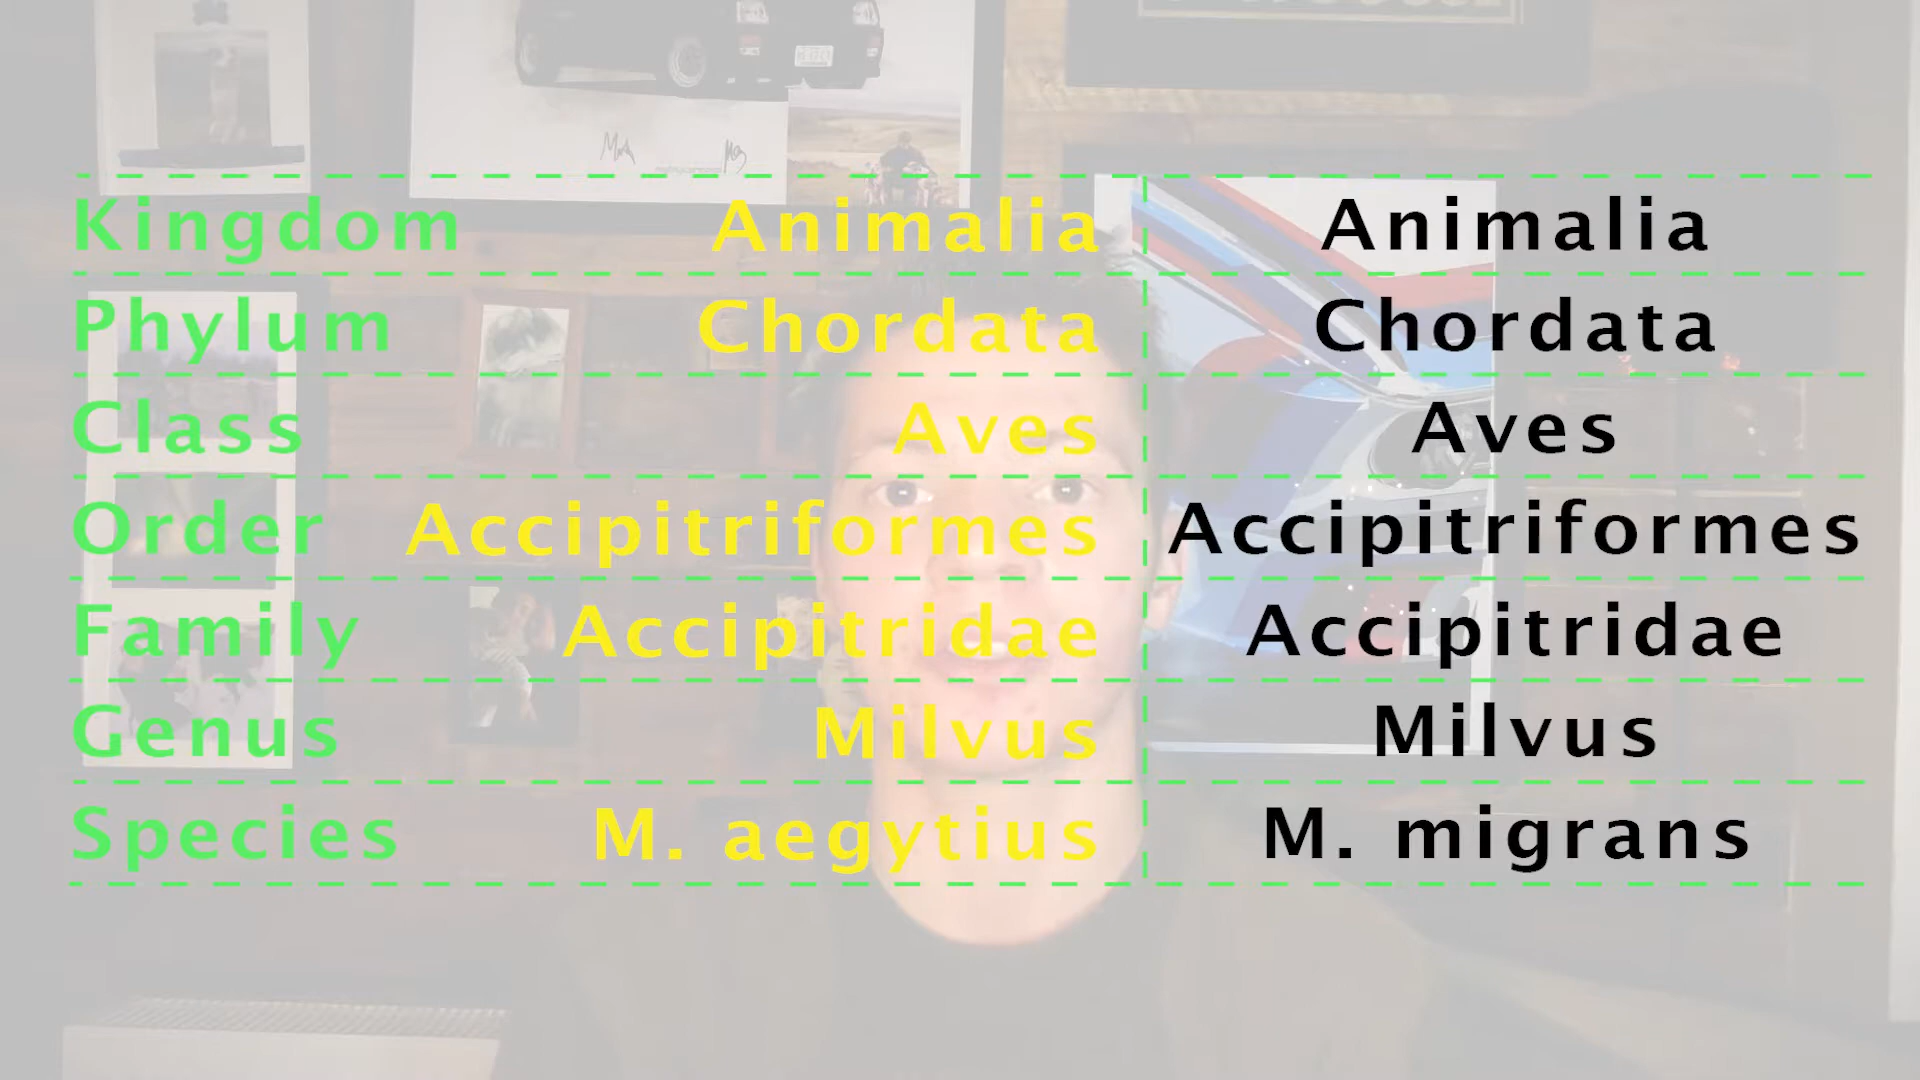 Kingdom Animalia Animalia
Phylum Chordata Chordata
Class Aves Aves
Order Accipitriformes Accipitriformes
Family Accipitridae Accipitridae
Genus Milvus Milvus
Species M. aegytius M. migrans